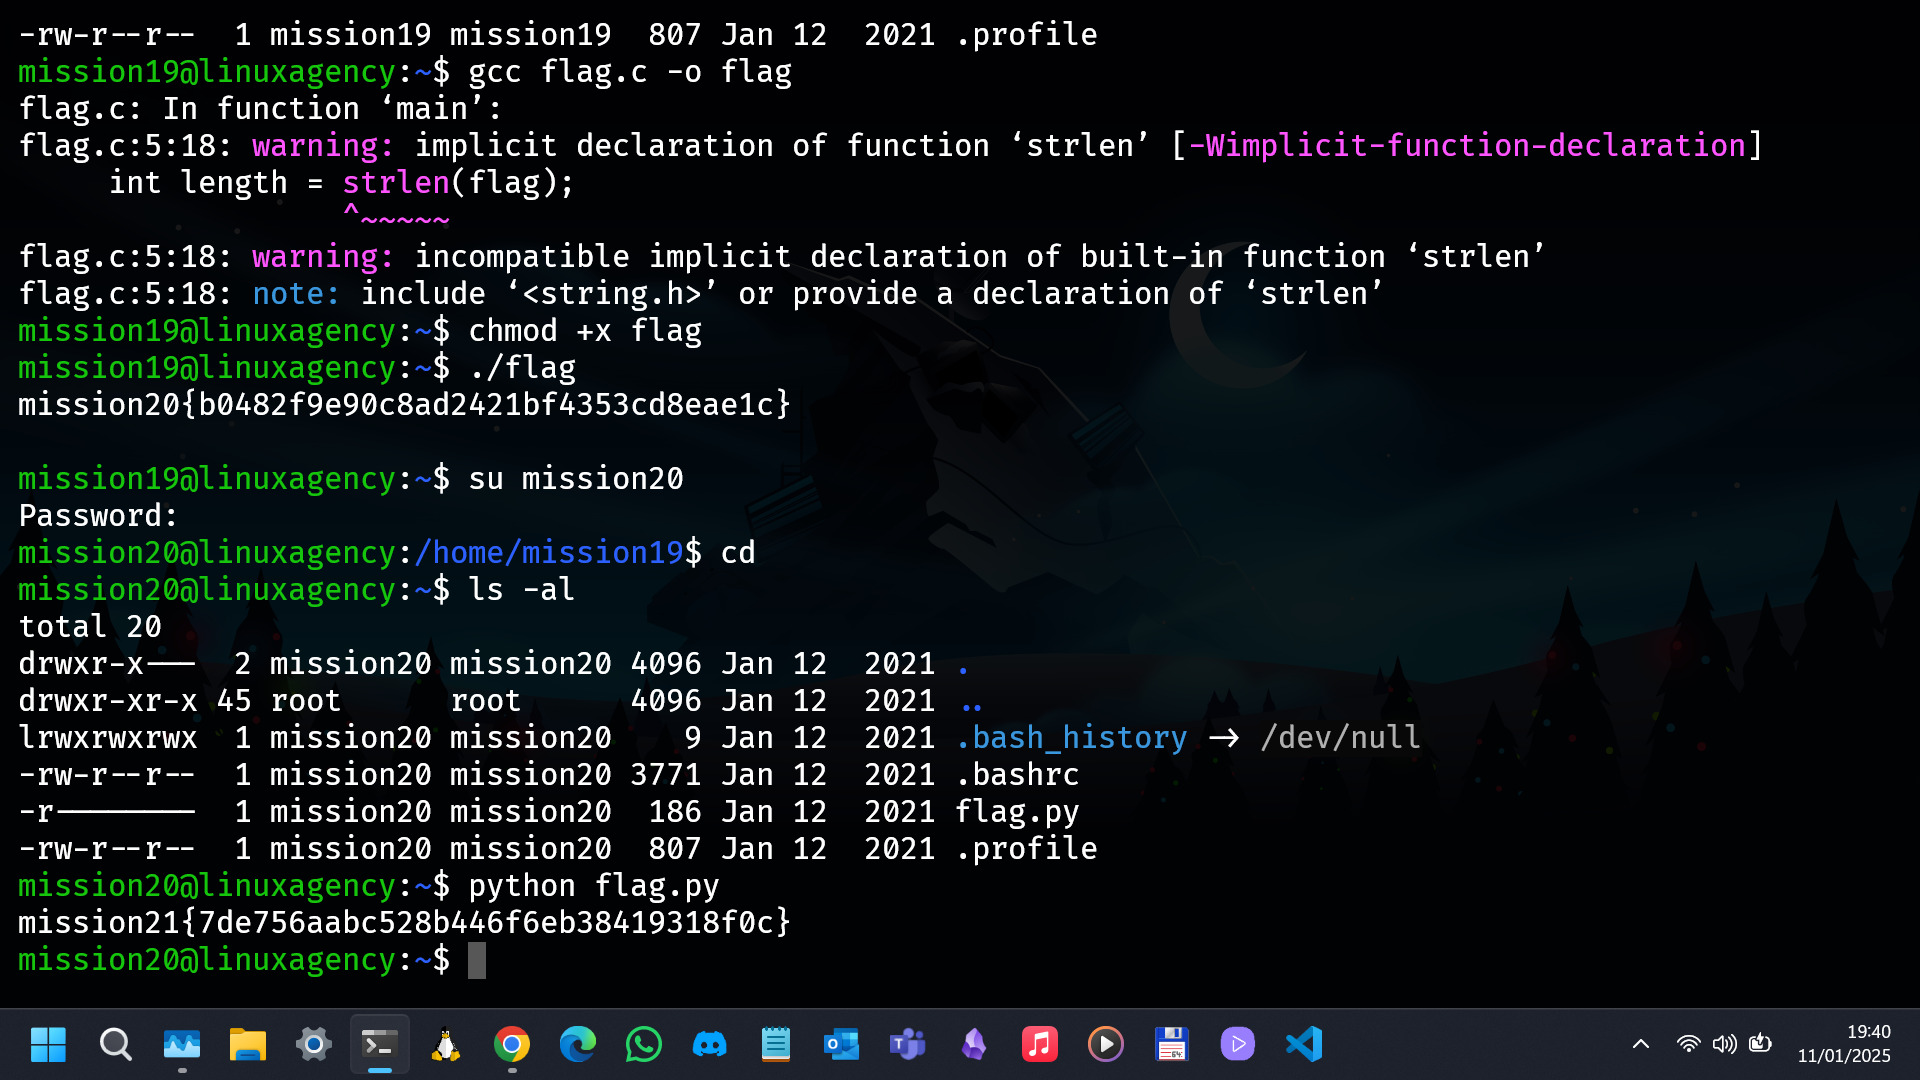 -rw-r--r--  1 mission19 mission19  807 Jan 12  2021 .profile
mission19@linuxagency:~$ gcc flag.c -o flag
flag.c: In function ‘main’:
flag.c:5:18: warning: implicit declaration of function ‘strlen’ [-Wimplicit-function-declaration]
     int length = strlen(flag);
                  ^~~~~~
flag.c:5:18: warning: incompatible implicit declaration of built-in function ‘strlen’
flag.c:5:18: note: include ‘<string.h>’ or provide a declaration of ‘strlen’
mission19@linuxagency:~$ chmod +x flag
mission19@linuxagency:~$ ./flag
mission20{b0482f9e90c8ad2421bf4353cd8eae1c}
mission19@linuxagency:~$ su mission20
Password:
mission20@linuxagency:/home/mission19$ cd
mission20@linuxagency:~$ ls -al
total 20
drwxr-x---  2 mission20 mission20 4096 Jan 12  2021 .
drwxr-xr-x 45 root      root      4096 Jan 12  2021 ..
lrwxrwxrwx  1 mission20 mission20    9 Jan 12  2021 .bash_history -> /dev/null
-rw-r--r--  1 mission20 mission20 3771 Jan 12  2021 .bashrc
-r--------  1 mission20 mission20  186 Jan 12  2021 flag.py
-rw-r--r--  1 mission20 mission20  807 Jan 12  2021 .profile
mission20@linuxagency:~$ python flag.py
mission21{7de756aabc528b446f6eb38419318f0c}
mission20@linuxagency:~$
19:40
11/01/2025